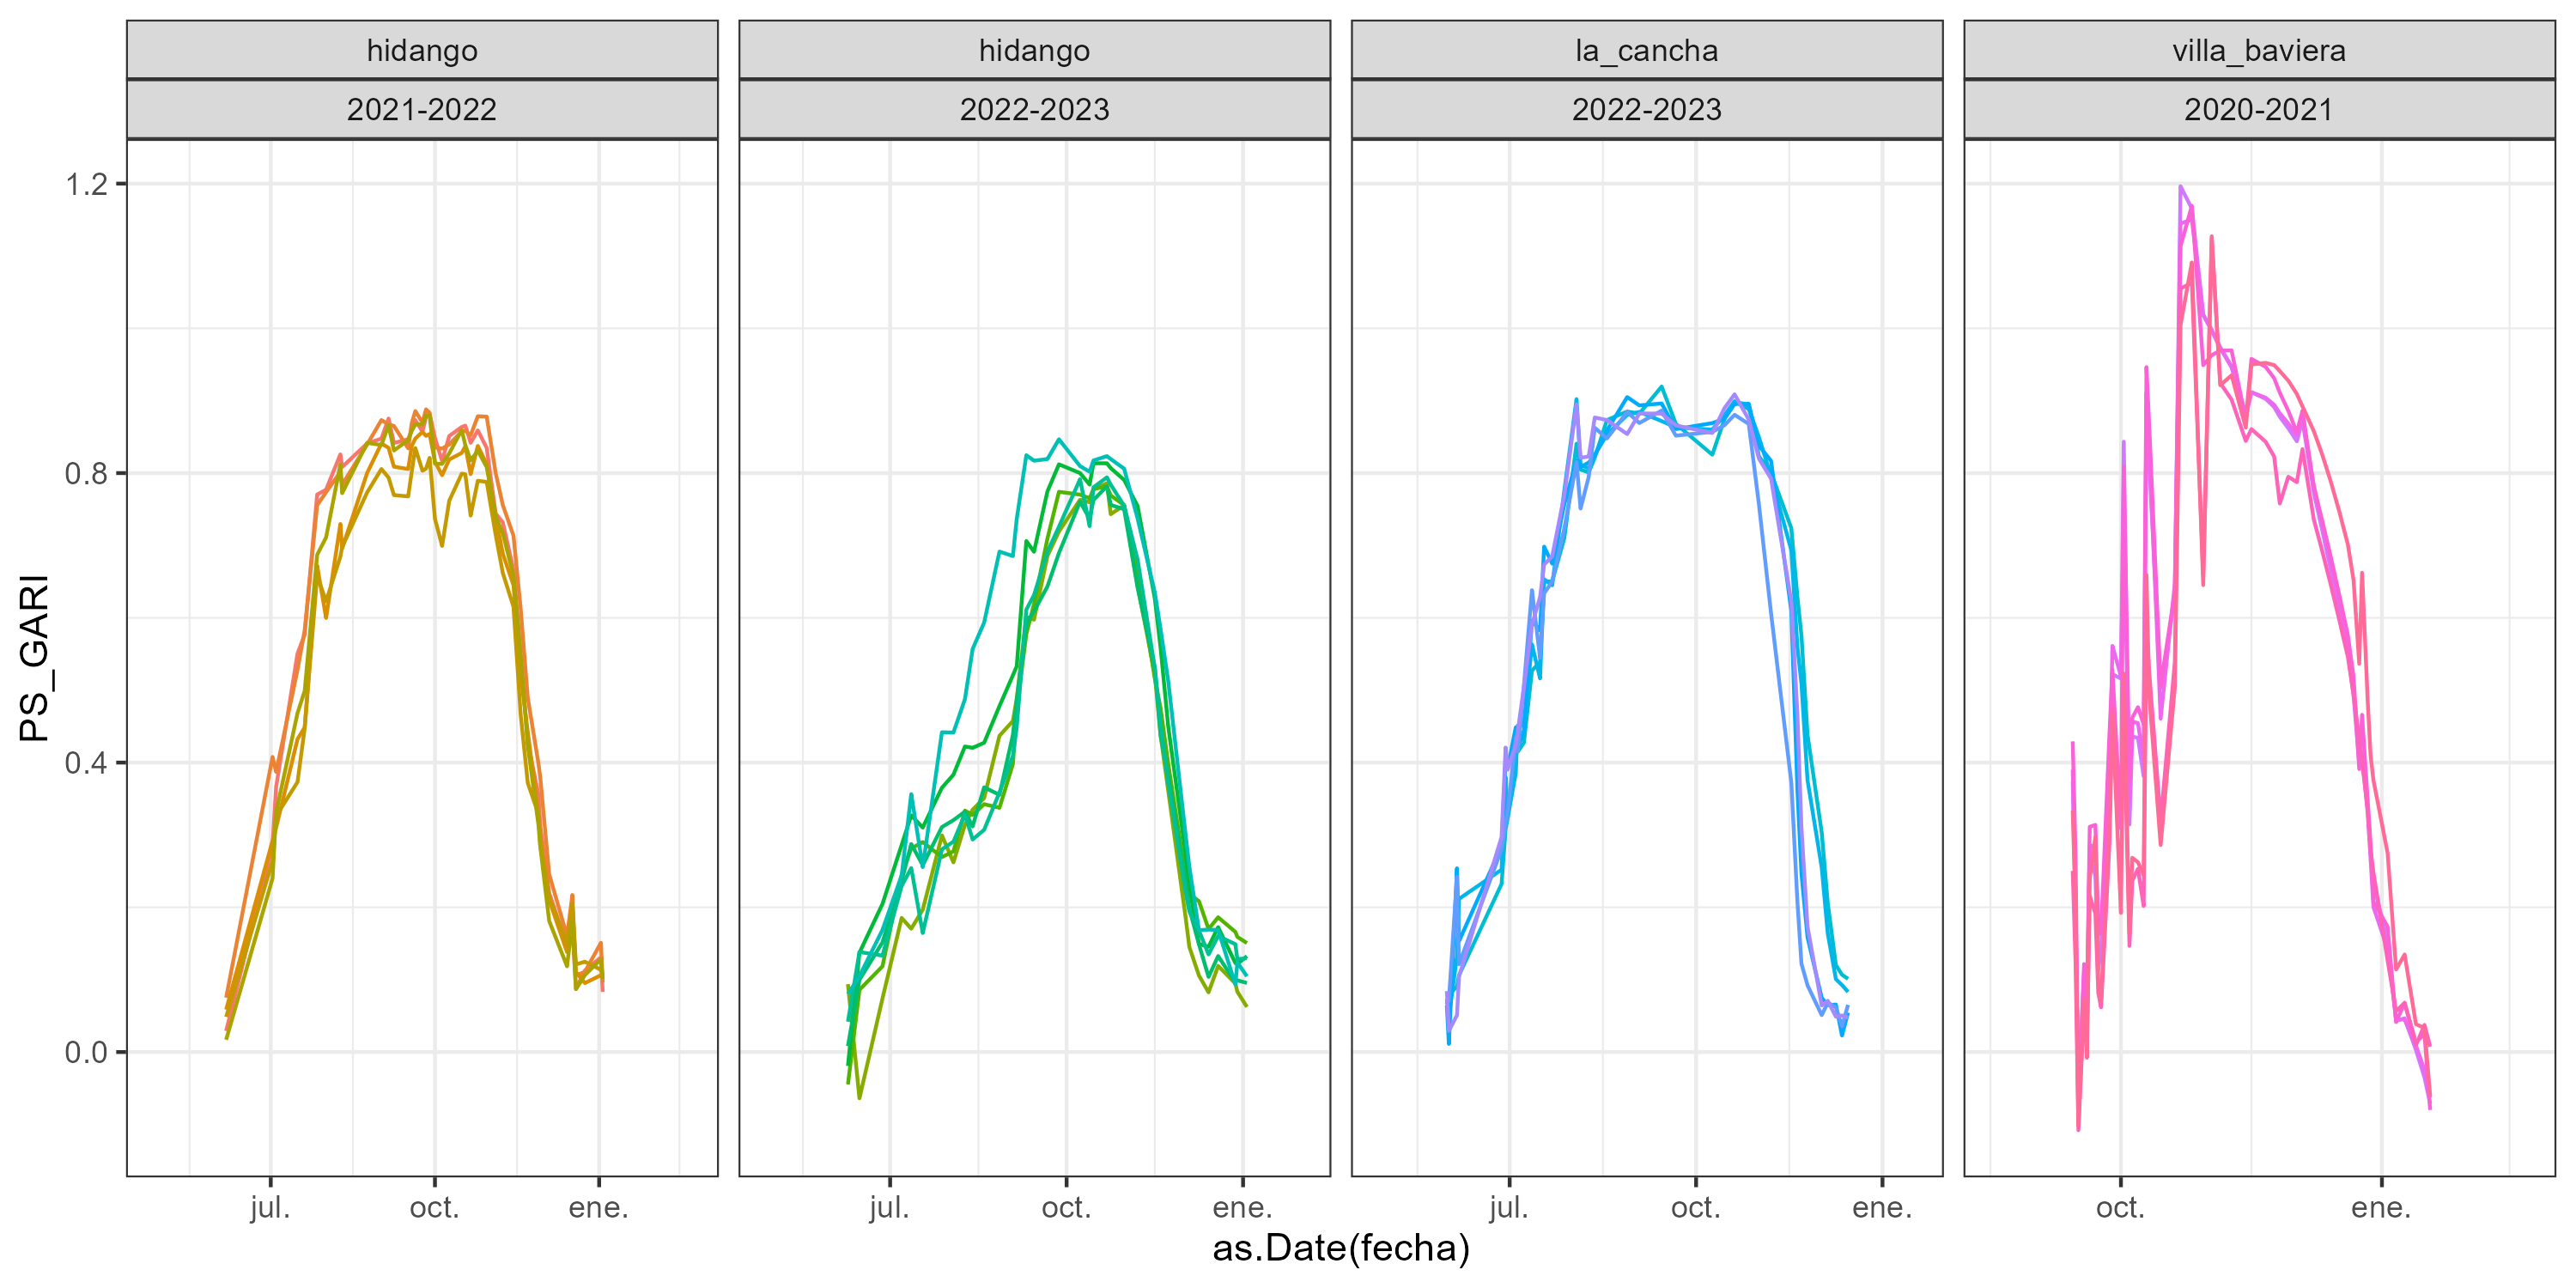 hidango
hidango
la_cancha
villa_baviera
2021-2022
2022-2023
2022-2023
2020-2021
1.2
0.8
0.4
0.0
PS_GARI
jul.
oct.
ene.
jul.
oct.
ene.
jul.
oct.
ene.
oct.
ene.
as.Date(fecha)